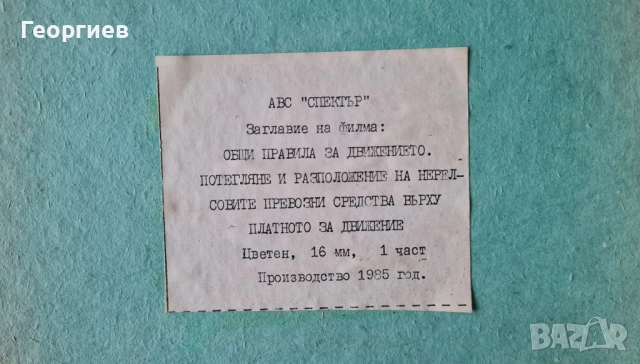 Георгиев
АВС "СПЕКТЪР"
Заглавие на филма:
ОБЩИ ПРАВИЛА ЗА ДВИЖЕНИЕТО.
ПОТЕГЛЯНЕ И РАЗПОЛОЖЕНИЕ НА НЕРЕЛ-
СОВИТЕ ПРЕВОЗНИ СРЕДСТВА ВЪРХУ
ПЛАТНОТО ЗА ДВИЖЕНИЕ
Цветен, 16 мм, 1 част
Производство 1985 год.
BAZAR